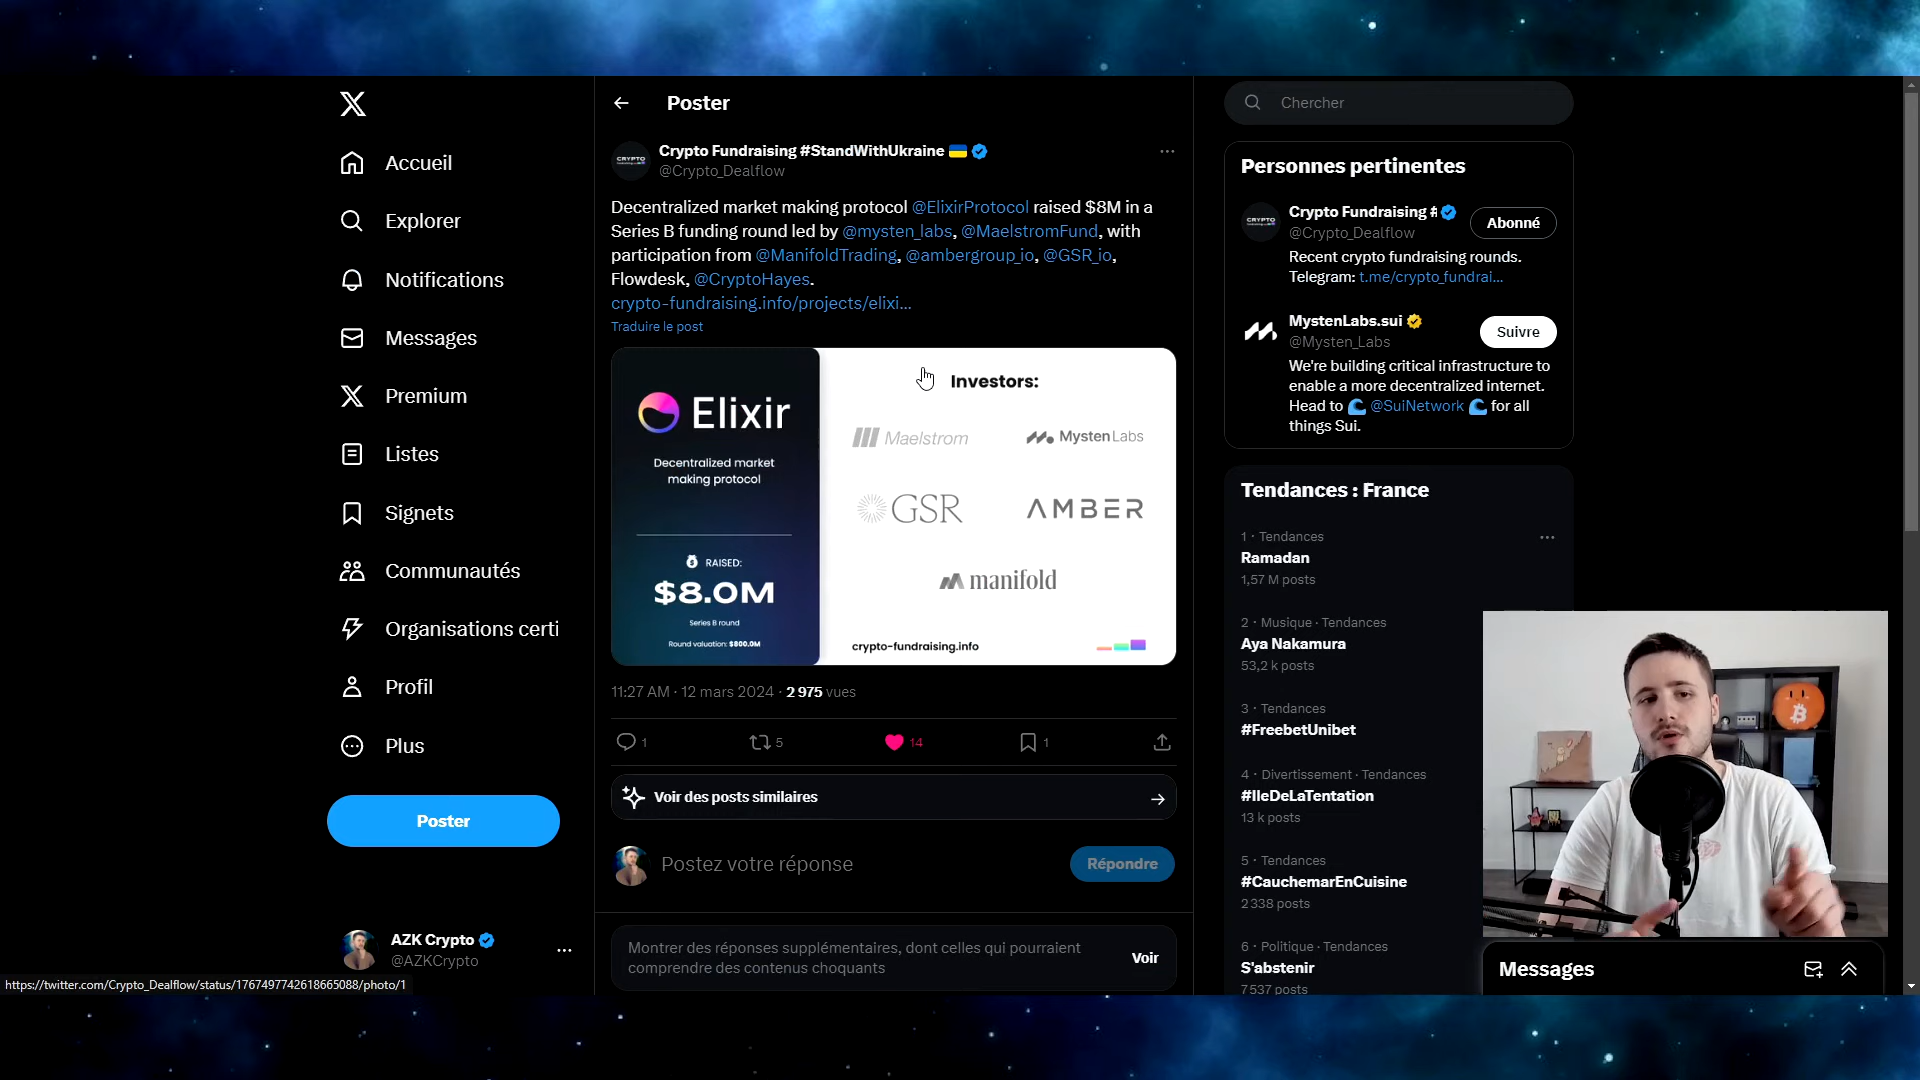 Accueil
Explorer
Notifications
Messages
Premium
Listes
Signets
Communautés
Organisations certi
Profil
Plus
Poster
AZK Crypto
@AZKCrypto
https://twitter.com/Crypto_Dealflow/status/1767497742618665088/photo/1
Poster
Crypto Fundraising #StandWithUkraine
@Crypto_Dealflow
Decentralized market making protocol @ElixirProtocol raised $8M in a
Series B funding round led by @mysten_labs, @MaelstromFund, with
participation from @ManifoldTrading, @ambergroup_io, @GSR_io,
Flowdesk, @CryptoHayes.
crypto-fundraising.info/projects/elixi...
Traduire le post
Elixir
Decentralized market
making protocol
RAISED:
$8.0M
Series B round
Round valuation: $800.0M
Investors:
Maelstrom
Mysten Labs
GSR
AMBER
manifold
crypto-fundraising.info
11:27 AM · 12 mars 2024 · 2 975 vues
1
5
14
1
Voir des posts similaires
Postez votre réponse
Répondre
Montrer des réponses supplémentaires, dont celles qui pourraient
comprendre des contenus choquants
Voir
Chercher
Personnes pertinentes
Crypto Fundraising #
@Crypto_Dealflow
Abonné
Recent crypto fundraising rounds.
Telegram: t.me/crypto_fundrai...
MystenLabs.sui
@Mysten_Labs
Suivre
We're building critical infrastructure to
enable a more decentralized internet.
Head to 🌊 @SuiNetwork 🌊 for all
things Sui.
Tendances : France
1 · Tendances
Ramadan
1,57 M posts
2 · Musique · Tendances
Aya Nakamura
53,2 k posts
3 · Tendances
#FreebetUnibet
4 · Divertissement · Tendances
#IleDeLaTentation
13 k posts
5 · Tendances
#CauchemarEnCuisine
2 338 posts
6 · Politique · Tendances
S'abstenir
7 537 posts
Messages